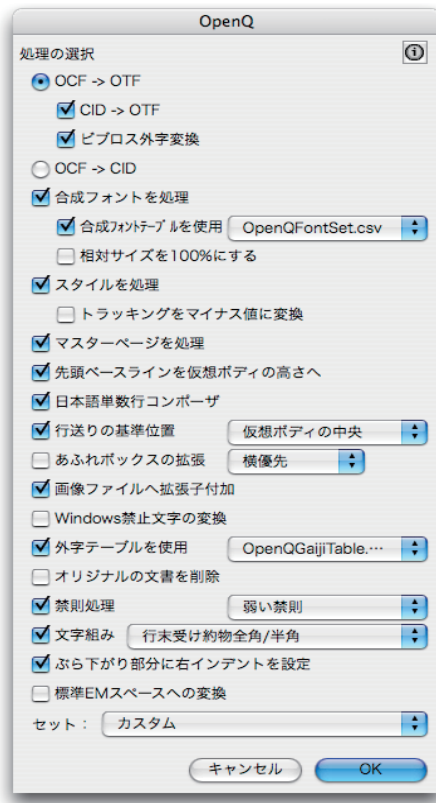 OpenQ
処理の選択
OCF -> OTF
CID -> OTF
ビブロス外字変換
OCF -> CID
合成フォントを処理
合成フォントテーブルを使用 OpenQFontSet.csv
相対サイズを100%にする
スタイルを処理
トラッキングをマイナス値に変換
マスターページを処理
先頭ベースラインを仮想ボディの高さへ
日本語単数行コンポーザ
行送りの基準位置 仮想ボディの中央
あふれボックスの拡張 横優先
画像ファイルへ拡張子付加
Windows禁止文字の変換
外字テーブルを使用 OpenQGaijiTable.…
オリジナルの文書を削除
禁則処理 弱い禁則
文字組み 行末受け約物全角/半角
ぶら下がり部分に右インデントを設定
標準EMスペースへの変換
セット： カスタム
キャンセル OK